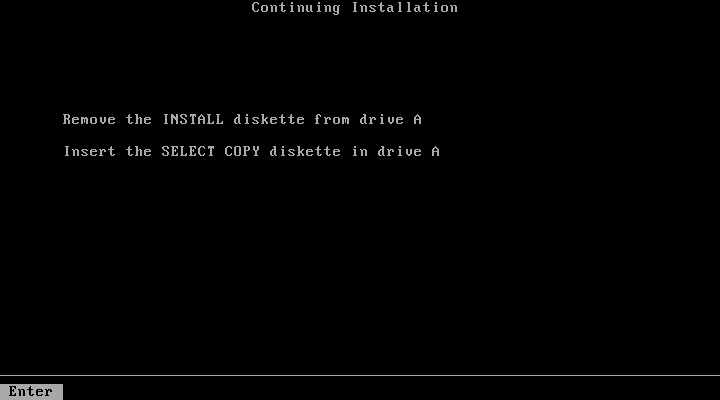 Continuing Installation
Remove the INSTALL diskette from drive A
Insert the SELECT COPY diskette in drive A
Enter